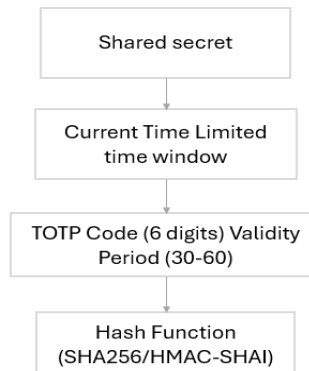 Shared secret
Current Time Limited
time window
TOTP Code (6 digits) Validity
Period (30-60)
Hash Function
(SHA256/HMAC-SHAI)